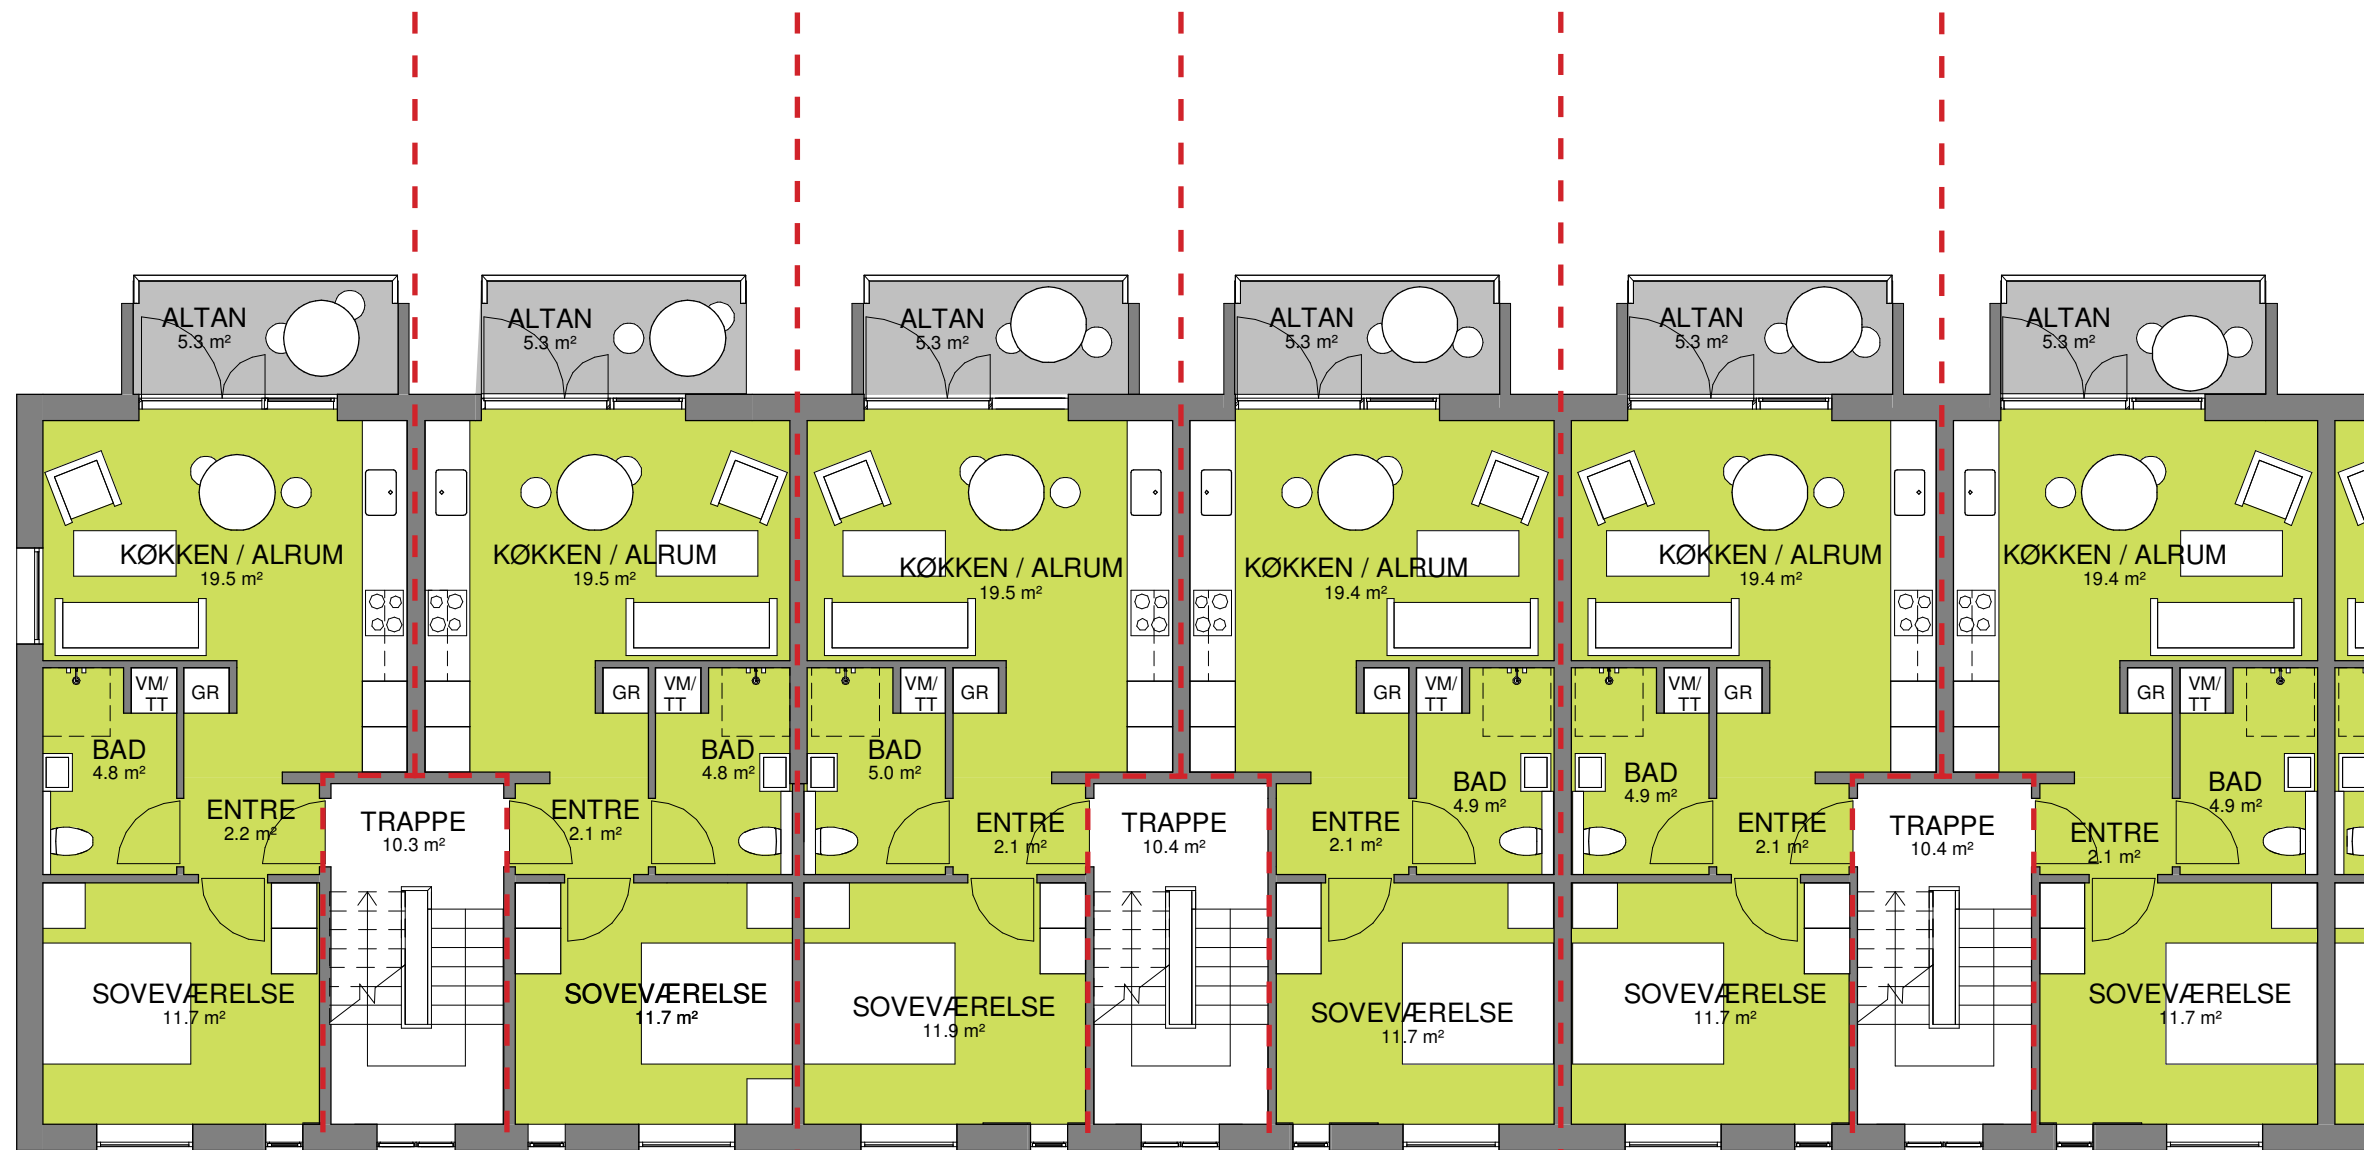 ALTAN
5.3 m²
ALTAN
5.3 m²
ALTAN
5.3 m²
ALTAN
5.3 m²
ALTAN
5.3 m²
ALTAN
5.3 m²
KØKKEN / ALRUM
19.5 m²
KØKKEN / ALRUM
19.5 m²
KØKKEN / ALRUM
19.5 m²
KØKKEN / ALRUM
19.4 m²
KØKKEN / ALRUM
19.4 m²
KØKKEN / ALRUM
19.4 m²
VM/
TT
GR
GR
VM/
TT
VM/
TT
GR
GR
VM/
TT
VM/
TT
GR
GR
VM/
TT
BAD
4.8 m²
BAD
4.8 m²
BAD
5.0 m²
BAD
4.9 m²
BAD
4.9 m²
BAD
4.9 m²
ENTRE
2.2 m²
TRAPPE
10.3 m²
ENTRE
2.1 m²
ENTRE
2.1 m²
TRAPPE
10.4 m²
ENTRE
2.1 m²
ENTRE
2.1 m²
TRAPPE
10.4 m²
ENTRE
2.1 m²
SOVEVÆRELSE
11.7 m²
SOVEVÆRELSE
11.7 m²
SOVEVÆRELSE
11.9 m²
SOVEVÆRELSE
11.7 m²
SOVEVÆRELSE
11.7 m²
SOVEVÆRELSE
11.7 m²